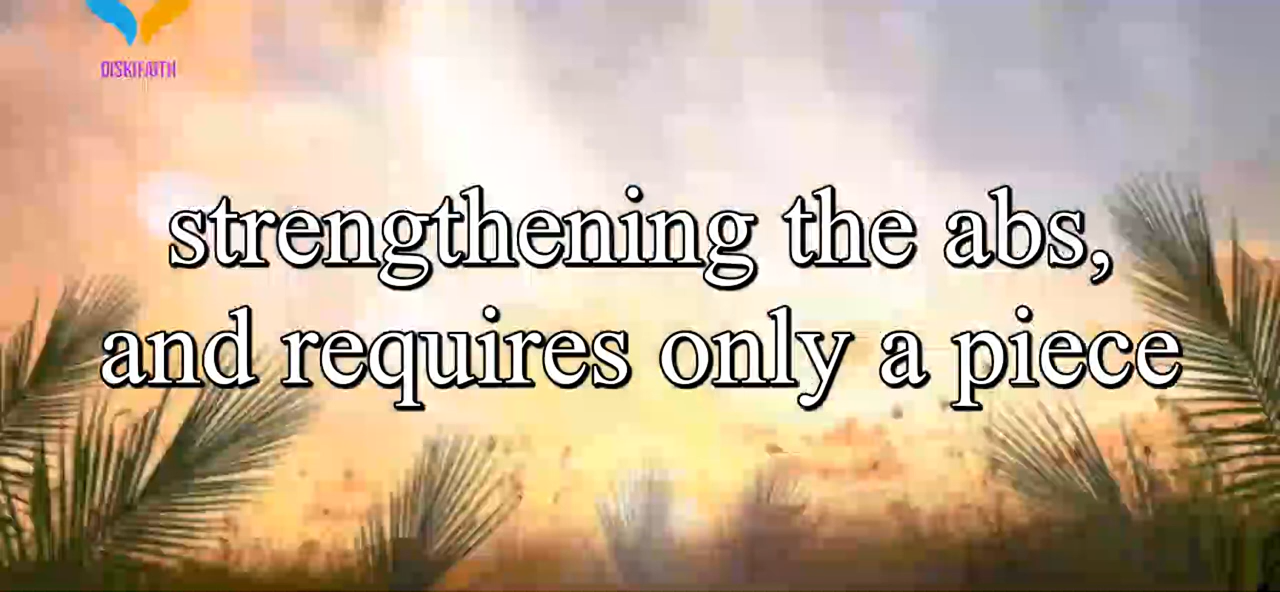 strengthening the abs,
and requires only a piece